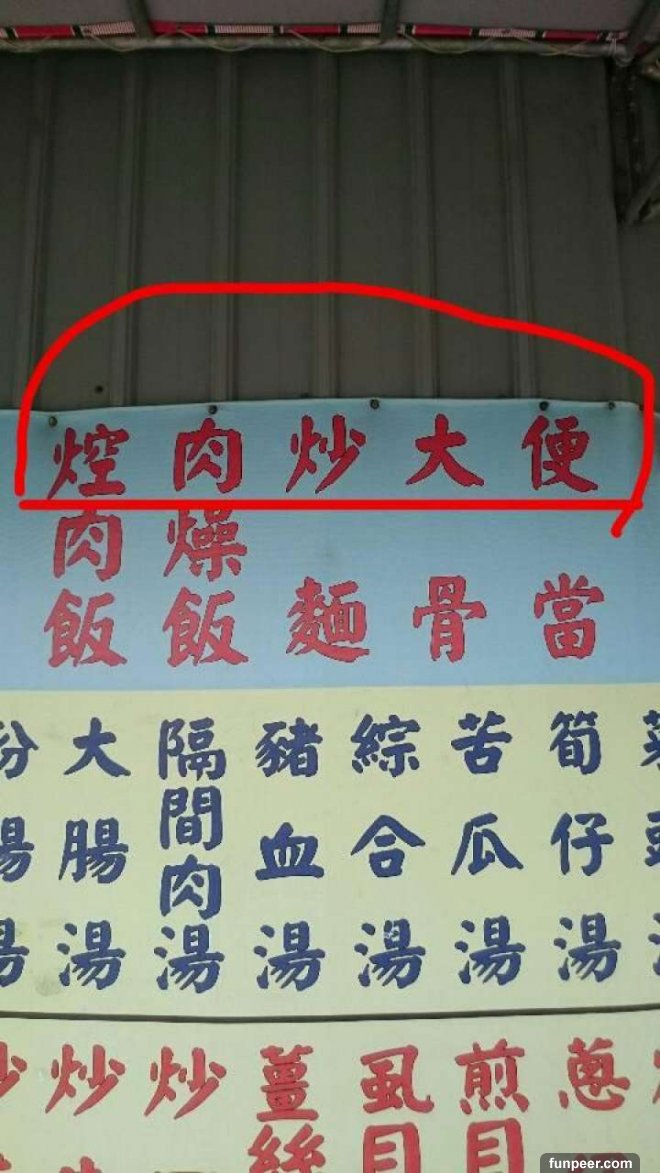 便當
大骨
炒麵
肉燥飯
焢肉飯
筍仔湯
苦瓜湯
綜合湯
豬血湯
隔間肉湯
大腸湯
腸湯
蔥
煎
虱目
薑絲
炒
炒
funpeer.com